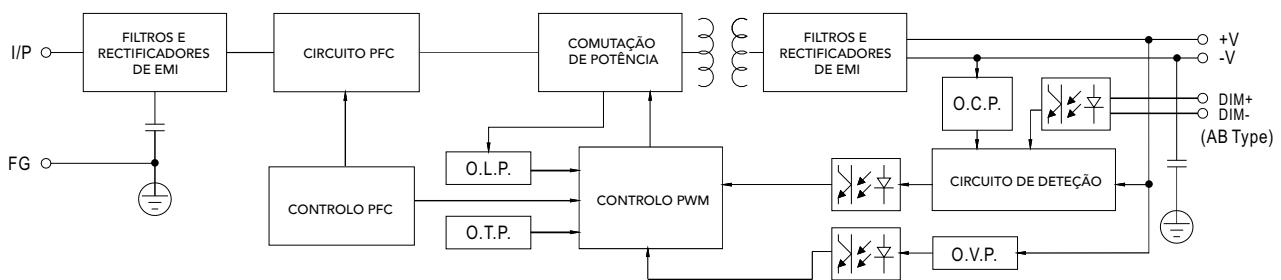 I/P
FILTROS E
RECTIFICADORES
DE EMI
CIRCUITO PFC
COMUTAÇÃO
DE POTÊNCIA
FILTROS E
RECTIFICADORES
DE EMI
+V
-V
O.C.P.
DIM+
DIM-
(AB Type)
FG
O.L.P.
CONTROLO PFC
CONTROLO PWM
CIRCUITO DE DETEÇÃO
O.T.P.
O.V.P.